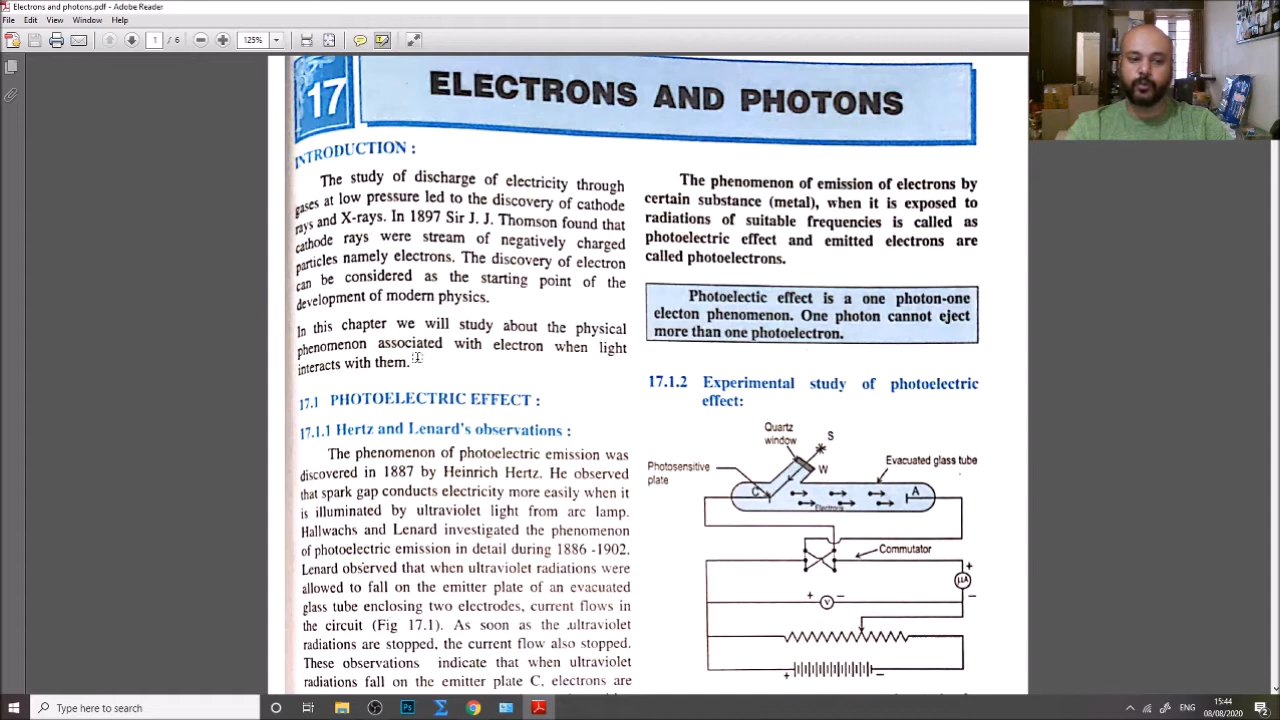 Electrons and photons.pdf - Adobe Reader
File Edit View Window Help
1 / 6 125%
17
ELECTRONS AND PHOTONS
INTRODUCTION :
The study of discharge of electricity through
gases at low pressure led to the discovery of cathode
rays and X-rays. In 1897 Sir J. J. Thomson found that
cathode rays were stream of negatively charged
particles namely electrons. The discovery of electron
can be considered as the starting point of the
development of modern physics.
In this chapter we will study about the physical
phenomenon associated with electron when light
interacts with them.
17.1 PHOTOELECTRIC EFFECT :
17.1.1 Hertz and Lenard's observations :
The phenomenon of photoelectric emission was
discovered in 1887 by Heinrich Hertz. He observed
that spark gap conducts electricity more easily when it
is illuminated by ultraviolet light from arc lamp.
Hallwachs and Lenard investigated the phenomenon
of photoelectric emission in detail during 1886 -1902.
Lenard observed that when ultraviolet radiations were
allowed to fall on the emitter plate of an evacuated
glass tube enclosing two electrodes, current flows in
the circuit (Fig 17.1). As soon as the ultraviolet
radiations are stopped, the current flow also stopped.
These observations indicate that when ultraviolet
radiations fall on the emitter plate C, electrons are
The phenomenon of emission of electrons by
certain substance (metal), when it is exposed to
radiations of suitable frequencies is called as
photoelectric effect and emitted electrons are
called photoelectrons.
Photoelectic effect is a one photon-one
electon phenomenon. One photon cannot eject
more than one photoelectron.
17.1.2 Experimental study of photoelectric
effect:
Quartz
window
S
W
Photosensitive
plate
Evacuated glass tube
C
A
Electrons
Commutator
+
μA
−
+ V −
+ −
Type here to search
15:44
08/08/2020
2